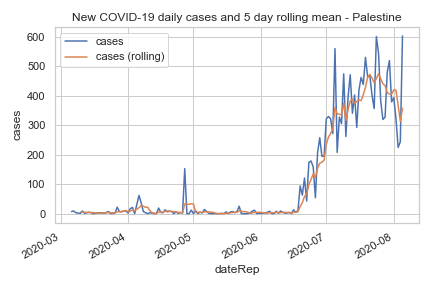 New COVID-19 daily cases and 5 day rolling mean - Palestine
cases
cases (rolling)
600
500
400
300
200
100
0
cases
2020-03
2020-04
2020-05
2020-06
2020-07
2020-08
dateRep